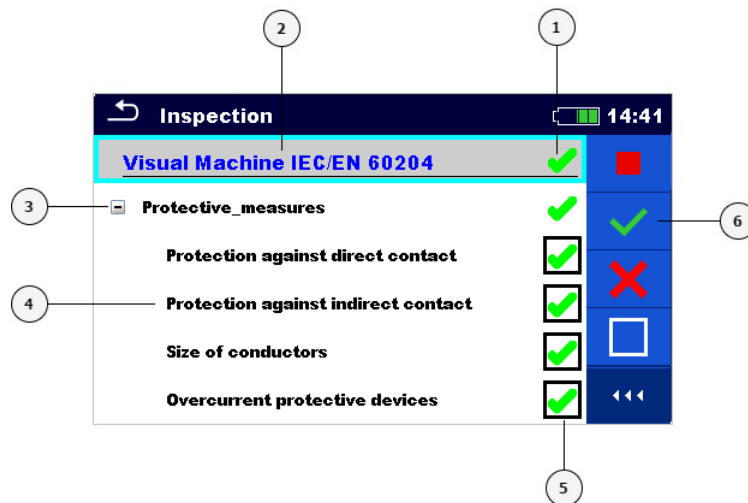 2
1
Inspection
14:41
Visual Machine IEC/EN 60204
3
Protective_measures
6
Protection against direct contact
4
Protection against indirect contact
Size of conductors
Overcurrent protective devices
5